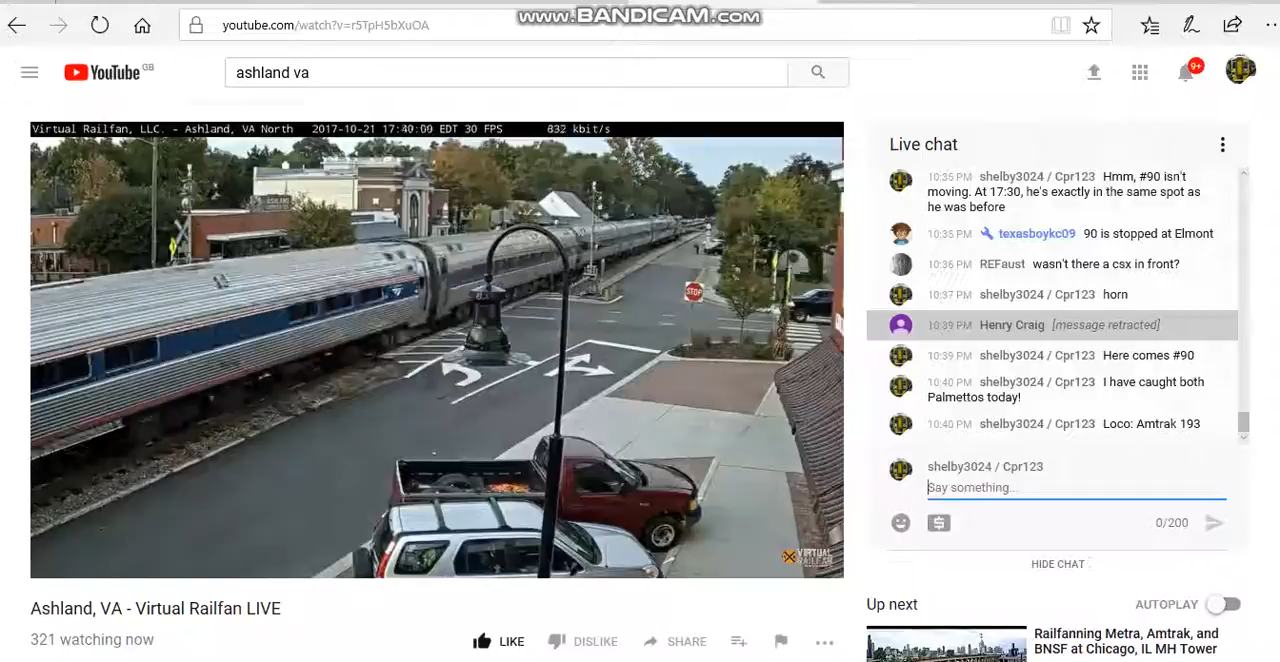 www.BANDICAM.com
youtube.com/watch?v=r5TpH5bXuOA
YouTube GB
ashland va
9+
Virtual Railfan, LLC. - Ashland, VA North 2017-10-21 17:40:09 EDT 30 FPS 832 kbit/s
STOP
VIRTUAL
RAILFAN
Live chat
10:35 PM shelby3024 / Cpr123 Hmm, #90 isn't
moving. At 17:30, he's exactly in the same spot as
he was before
10:35 PM texasboykc09 90 is stopped at Elmont
10:36 PM REFaust wasn't there a csx in front?
10:37 PM shelby3024 / Cpr123 horn
10:39 PM Henry Craig [message retracted]
10:39 PM shelby3024 / Cpr123 Here comes #90
10:40 PM shelby3024 / Cpr123 I have caught both
Palmettos today!
10:40 PM shelby3024 / Cpr123 Loco: Amtrak 193
shelby3024 / Cpr123
Say something...
0/200
HIDE CHAT
Ashland, VA - Virtual Railfan LIVE
321 watching now
LIKE DISLIKE SHARE
Up next AUTOPLAY
Railfanning Metra, Amtrak, and
BNSF at Chicago, IL MH Tower